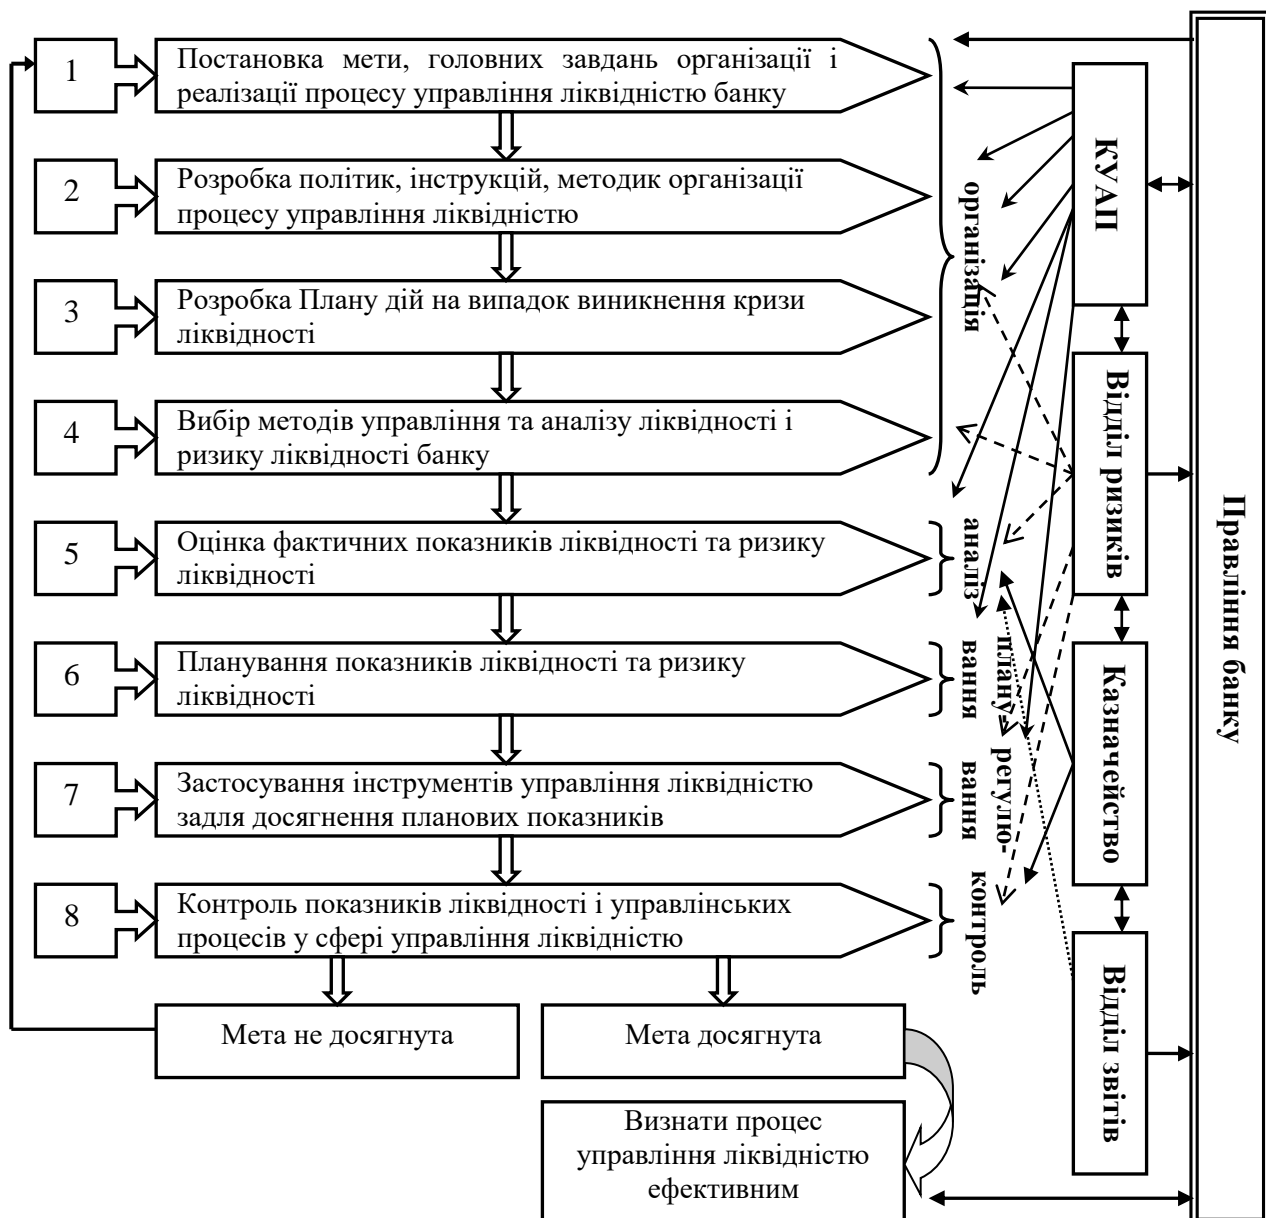 1
Постановка мети, головних завдань організації і
реалізації процесу управління ліквідністю банку
2
Розробка політик, інструкцій, методик організації
процесу управління ліквідністю
3
Розробка Плану дій на випадок виникнення кризи
ліквідності
4
Вибір методів управління та аналізу ліквідності і
ризику ліквідності банку
5
Оцінка фактичних показників ліквідності та ризику
ліквідності
6
Планування показників ліквідності та ризику
ліквідності
7
Застосування інструментів управління ліквідністю
задля досягнення планових показників
8
Контроль показників ліквідності і управлінських
процесів у сфері управління ліквідністю
Мета не досягнута
Мета досягнута
Визнати процес
управління ліквідністю
ефективним
організація
аналіз
плану-
вання
регулю-
вання
контроль
КУАП
Відділ ризиків
Казначейство
Відділ звітів
Правління банку